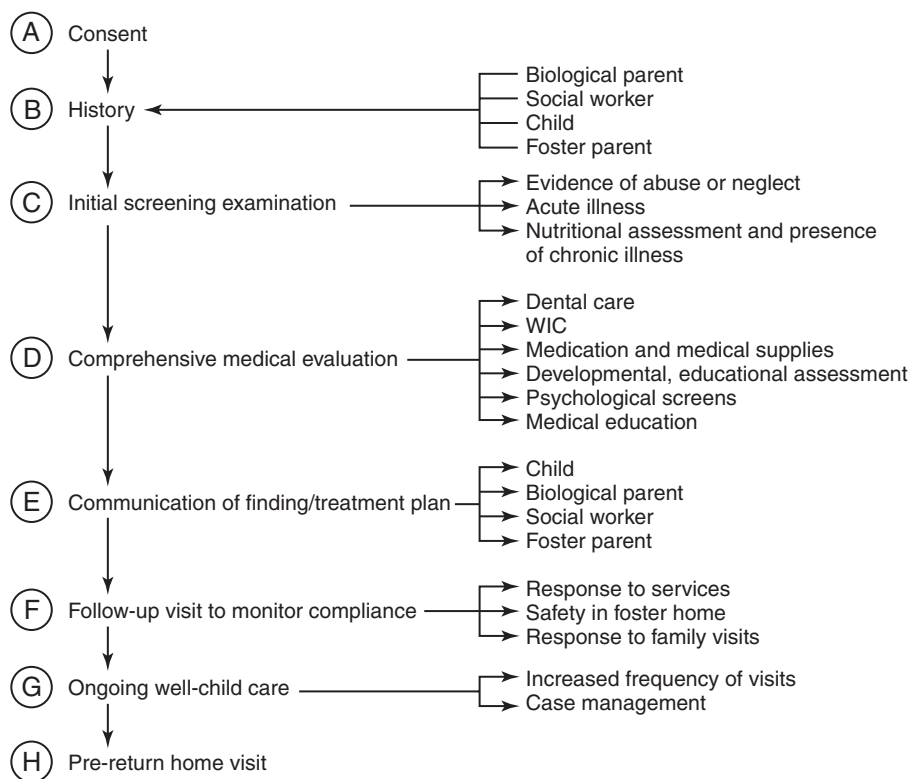 A Consent
B History
Biological parent
Social worker
Child
Foster parent
C Initial screening examination
Evidence of abuse or neglect
Acute illness
Nutritional assessment and presence
of chronic illness
D Comprehensive medical evaluation
Dental care
WIC
Medication and medical supplies
Developmental, educational assessment
Psychological screens
Medical education
E Communication of finding/treatment plan
Child
Biological parent
Social worker
Foster parent
F Follow-up visit to monitor compliance
Response to services
Safety in foster home
Response to family visits
G Ongoing well-child care
Increased frequency of visits
Case management
H Pre-return home visit